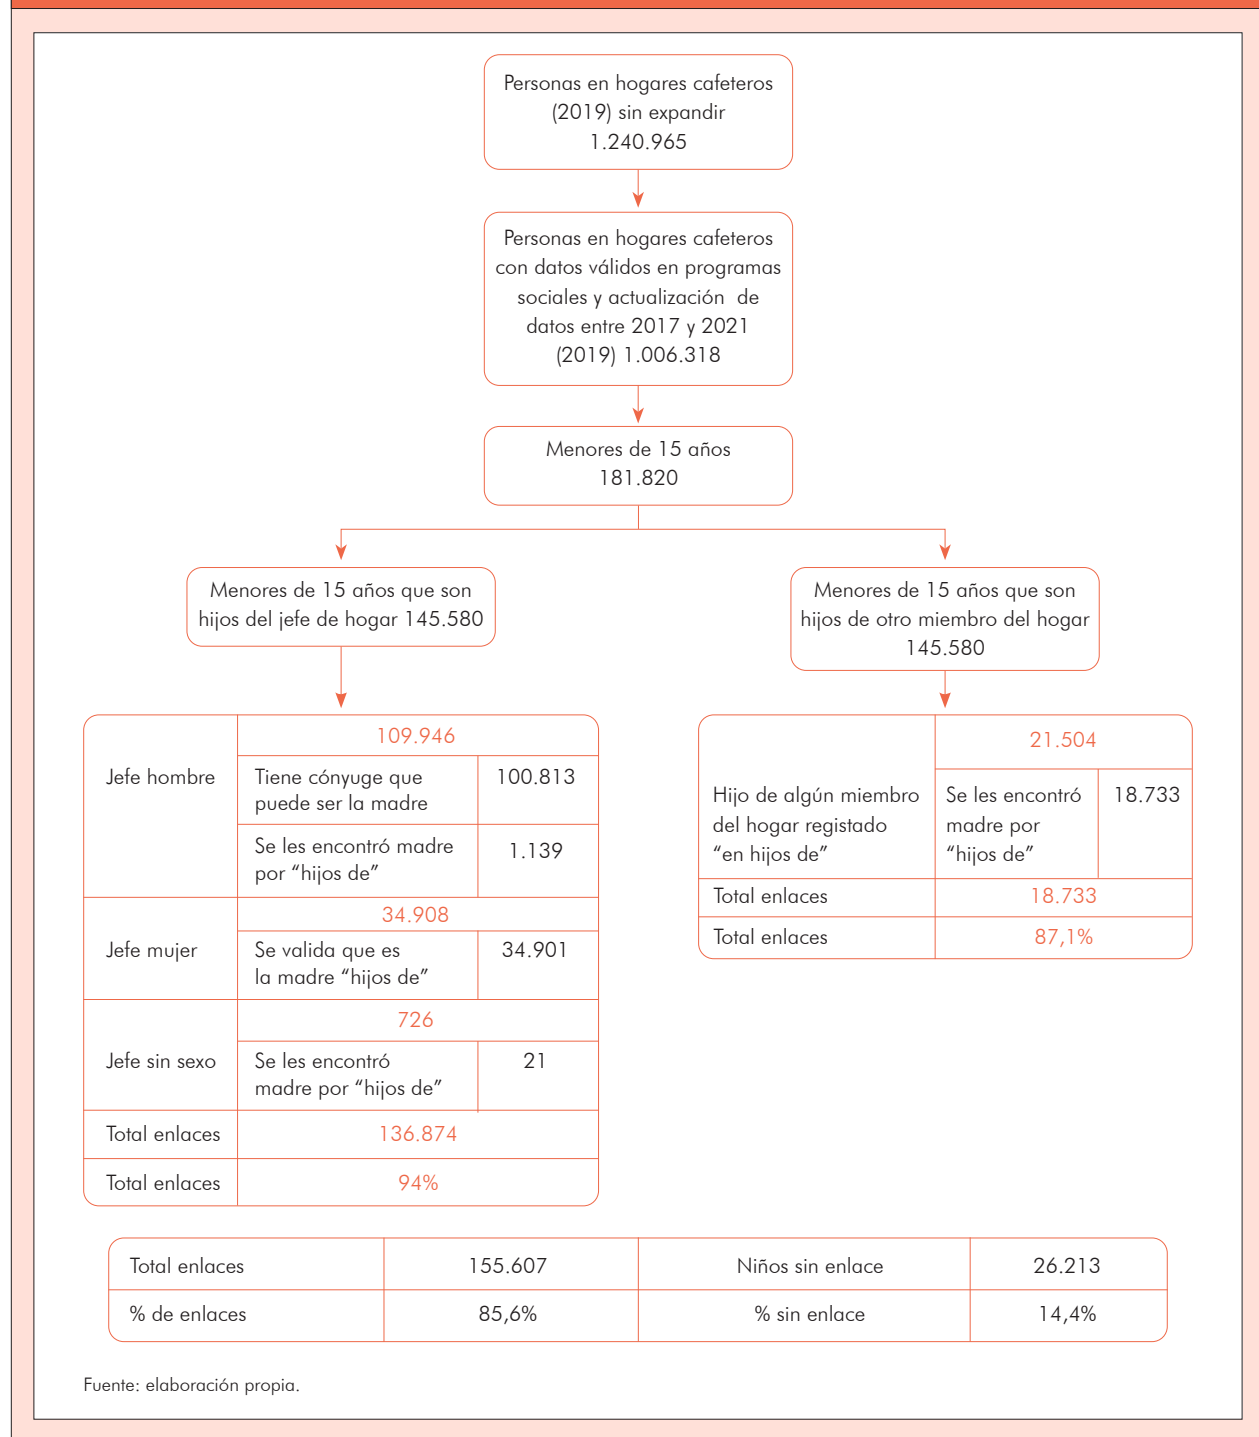 Personas en hogares cafeteros
(2019) sin expandir
1.240.965
Personas en hogares cafeteros
con datos válidos en programas
sociales y actualización de
datos entre 2017 y 2021
(2019) 1.006.318
Menores de 15 años
181.820
Menores de 15 años que son
hijos del jefe de hogar 145.580
Menores de 15 años que son
hijos de otro miembro del hogar
145.580
109.946
Jefe hombre
Tiene cónyuge que
puede ser la madre
100.813
Se les encontró madre
por “hijos de”
1.139
34.908
Jefe mujer
Se valida que es
la madre “hijos de”
34.901
726
Jefe sin sexo
Se les encontró
madre por “hijos de”
21
Total enlaces
136.874
Total enlaces
94%
21.504
Hijo de algún miembro
del hogar registado
“en hijos de”
Se les encontró
madre por
“hijos de”
18.733
Total enlaces
18.733
Total enlaces
87,1%
Total enlaces
155.607
Niños sin enlace
26.213
% de enlaces
85,6%
% sin enlace
14,4%
Fuente: elaboración propia.